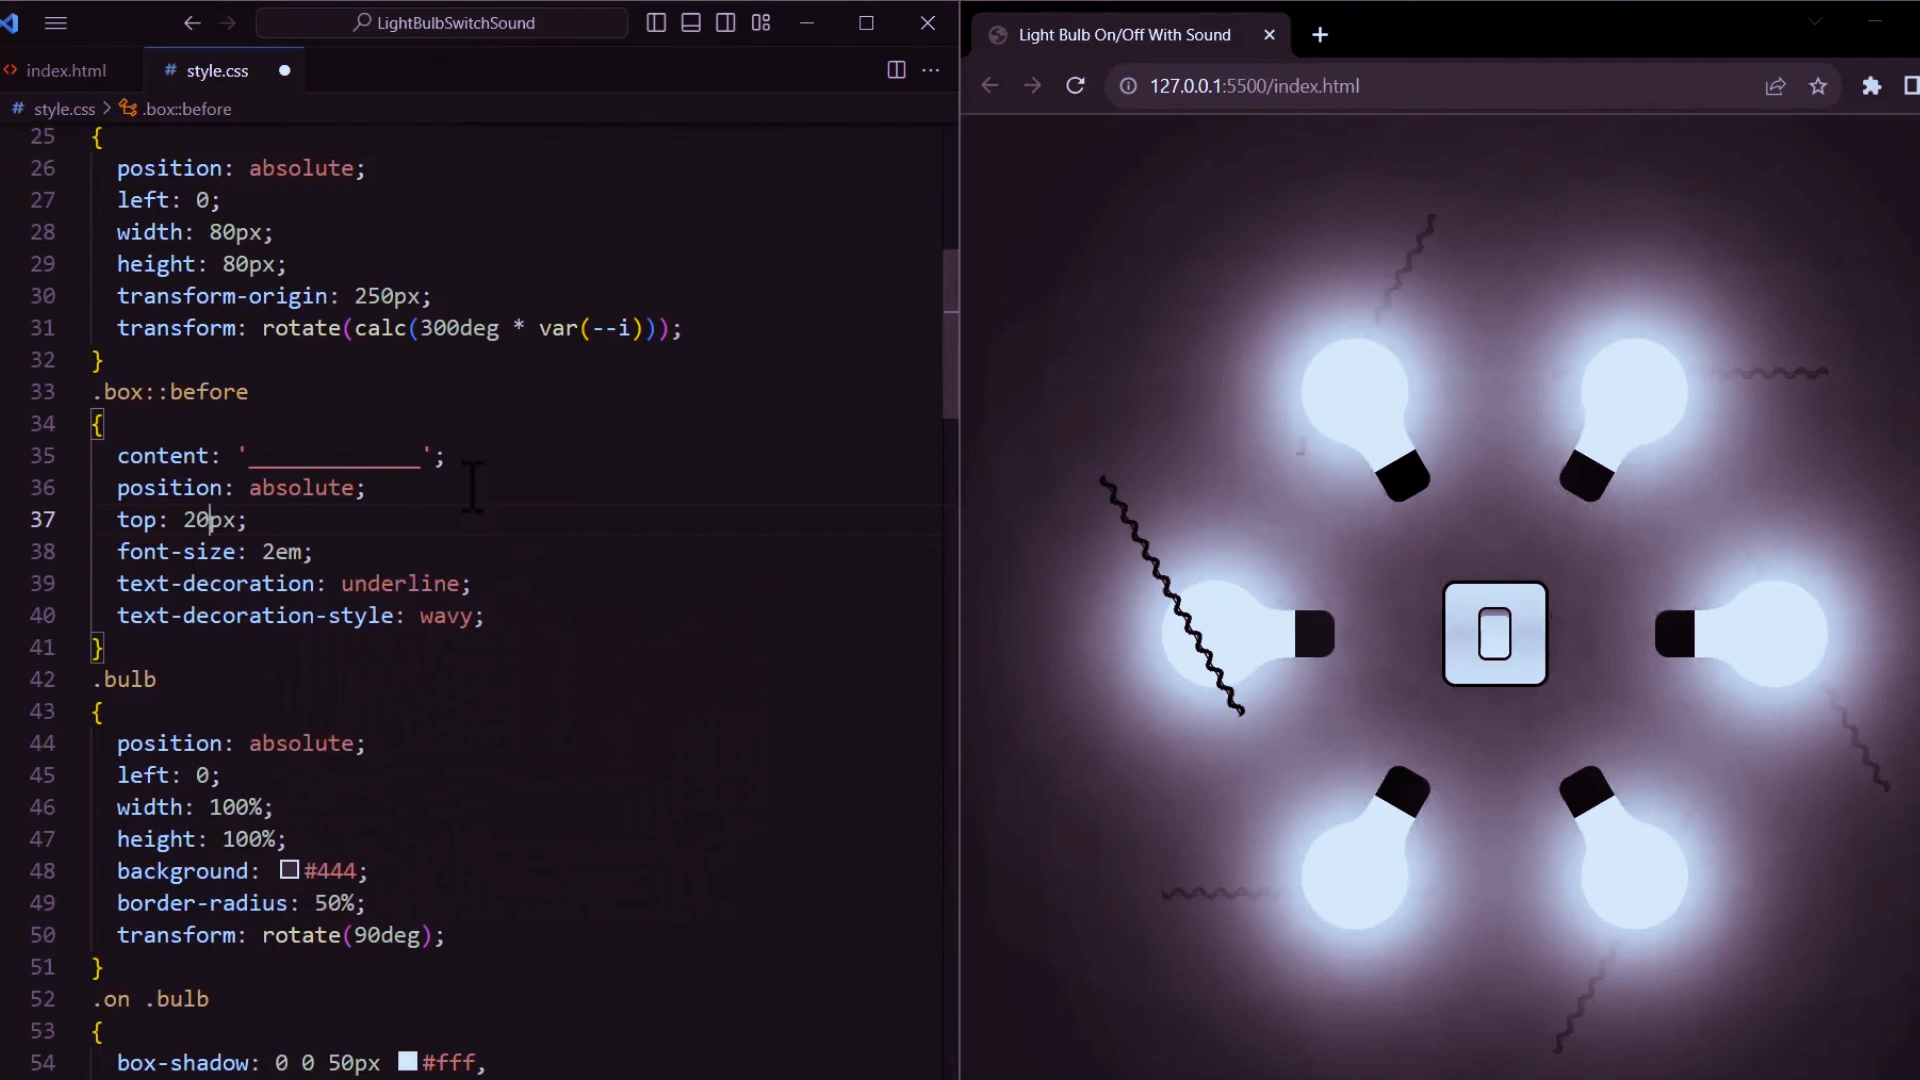 LightBulbSwitchSound
index.html
# style.css
# style.css > .box::before
25 {
26 position: absolute;
27 left: 0;
28 width: 80px;
29 height: 80px;
30 transform-origin: 250px;
31 transform: rotate(calc(300deg * var(--i)));
32 }
33 .box::before
34 {
35 content: '_____________';
36 position: absolute;
37 top: 20px;
38 font-size: 2em;
39 text-decoration: underline;
40 text-decoration-style: wavy;
41 }
42 .bulb
43 {
44 position: absolute;
45 left: 0;
46 width: 100%;
47 height: 100%;
48 background: #444;
49 border-radius: 50%;
50 transform: rotate(90deg);
51 }
52 .on .bulb
53 {
54 box-shadow: 0 0 50px #fff,
Light Bulb On/Off With Sound
127.0.0.1:5500/index.html